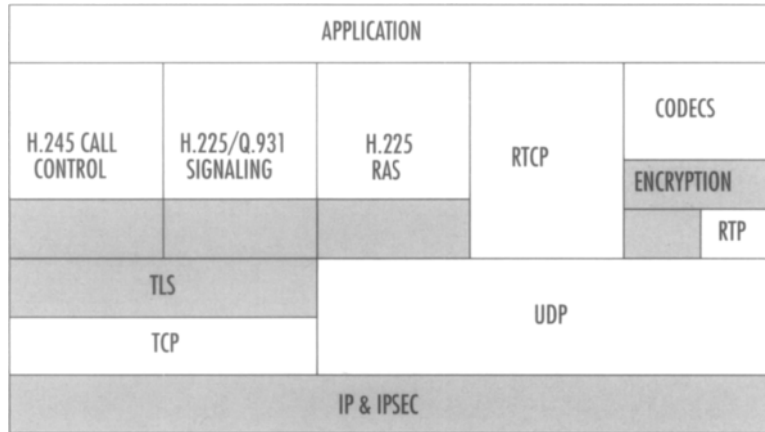 APPLICATION
H.245 CALL
CONTROL
H.225/Q.931
SIGNALING
H.225
RAS
RTCP
CODECS
ENCRYPTION
RTP
TLS
TCP
UDP
IP & IPSEC